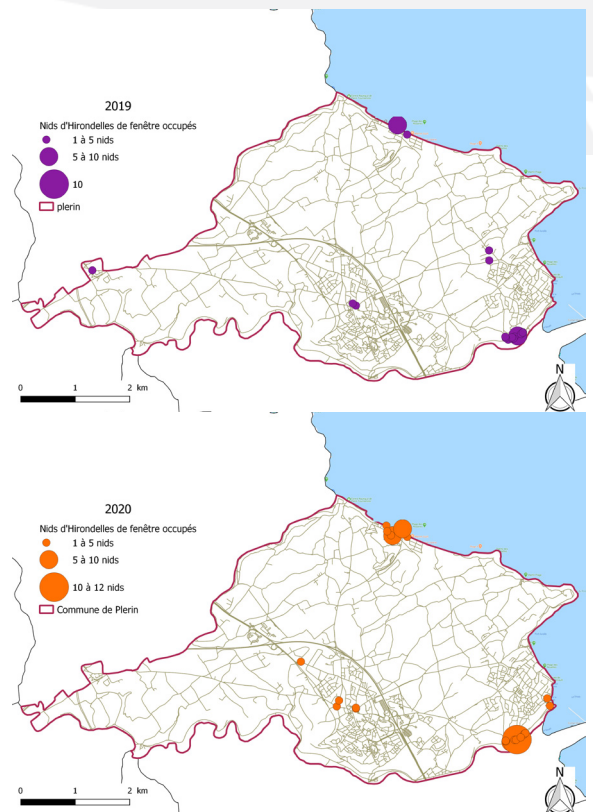 2019
Nids d'Hirondelles de fenêtre occupés
1 à 5 nids
5 à 10 nids
10
plerin
0 1 2 km
N
2020
Nids d'Hirondelles de fenêtre occupés
1 à 5 nids
5 à 10 nids
10 à 12 nids
Commune de Plerin
0 1 2 km
N